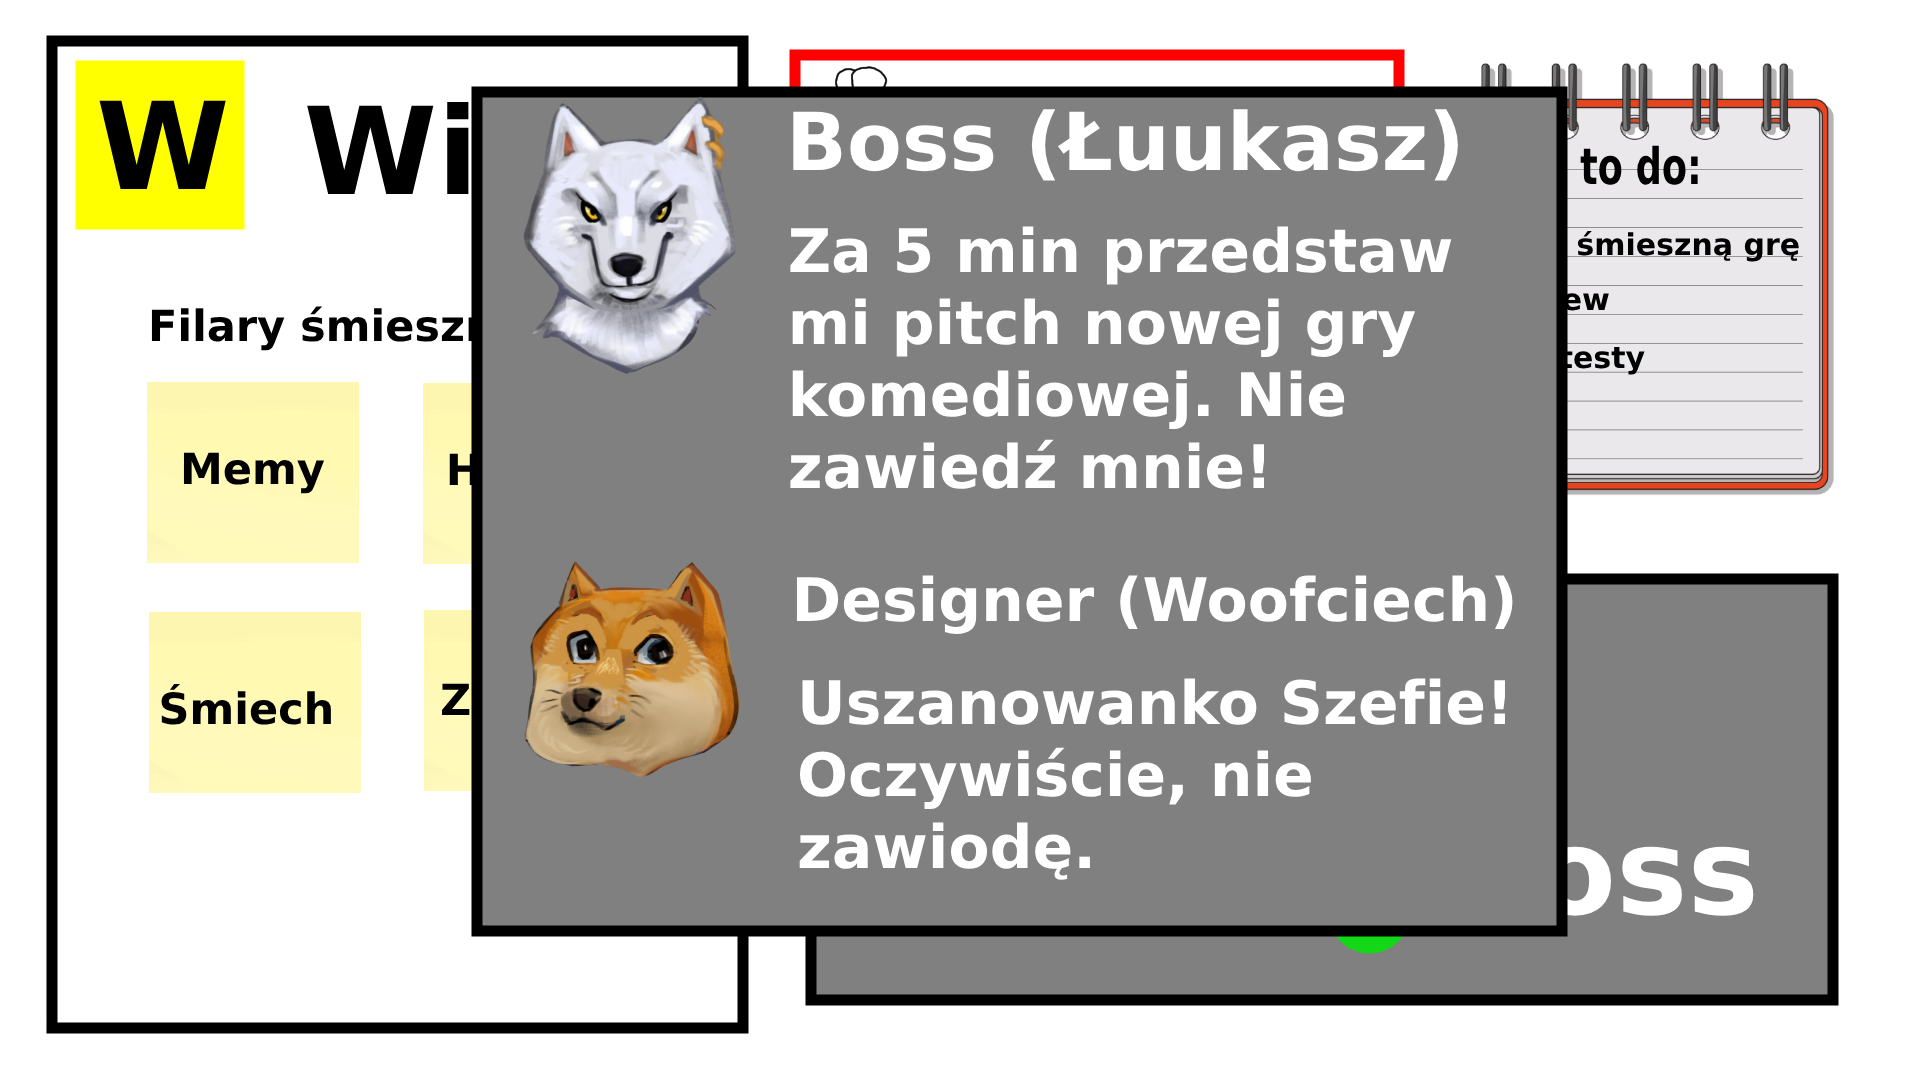 W
Wi
Filary śmieszn
Memy
H
Śmiech
Z
Boss (Łuukasz)
Za 5 min przedstaw
mi pitch nowej gry
komediowej. Nie
zawiedź mnie!
Designer (Woofciech)
Uszanowanko Szefie!
Oczywiście, nie
zawiodę.
to do:
śmieszną grę
ew
testy
oss